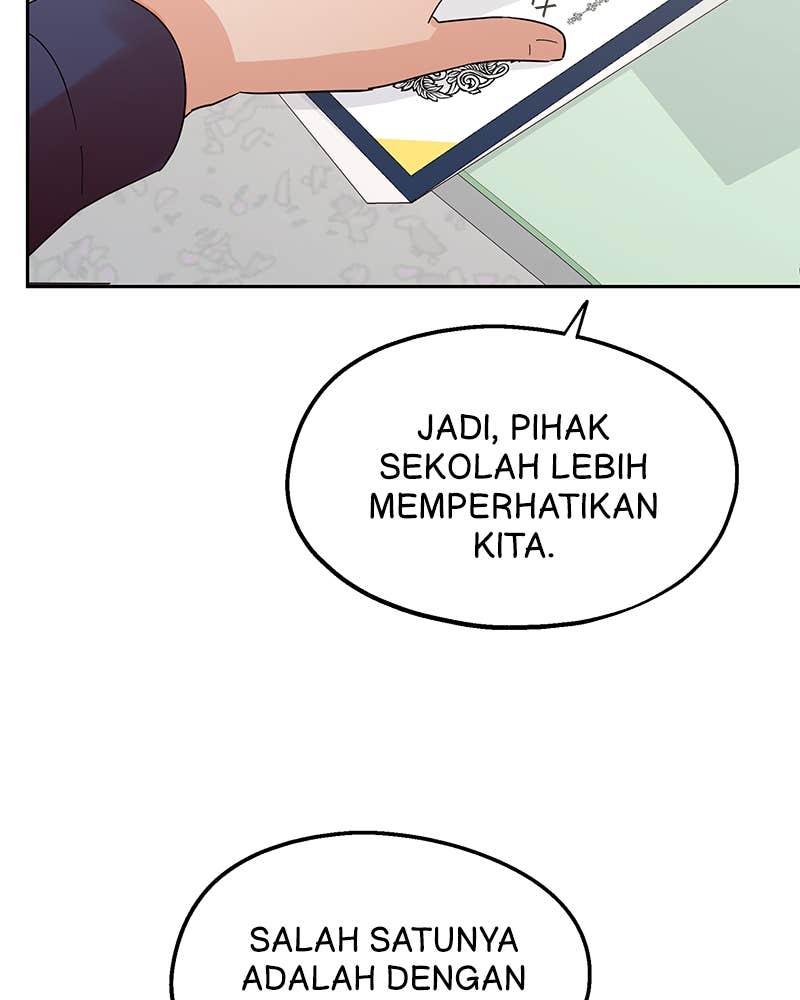 JADI, PIHAK
SEKOLAH LEBIH
MEMPERHATIKAN
KITA.
SALAH SATUNYA
ADALAH DENGAN